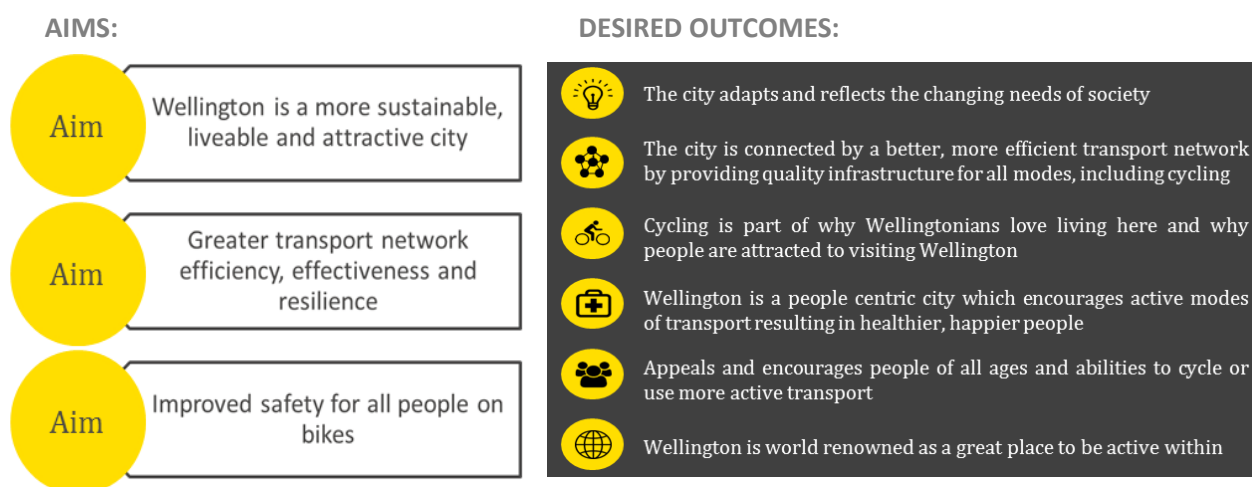 AIMS:
Aim
Wellington is a more sustainable,
liveable and attractive city
Aim
Greater transport network
efficiency, effectiveness and
resilience
Aim
Improved safety for all people on
bikes
DESIRED OUTCOMES:
The city adapts and reflects the changing needs of society
The city is connected by a better, more efficient transport network
by providing quality infrastructure for all modes, including cycling
Cycling is part of why Wellingtonians love living here and why
people are attracted to visiting Wellington
Wellington is a people centric city which encourages active modes
of transport resulting in healthier, happier people
Appeals and encourages people of all ages and abilities to cycle or
use more active transport
Wellington is world renowned as a great place to be active within